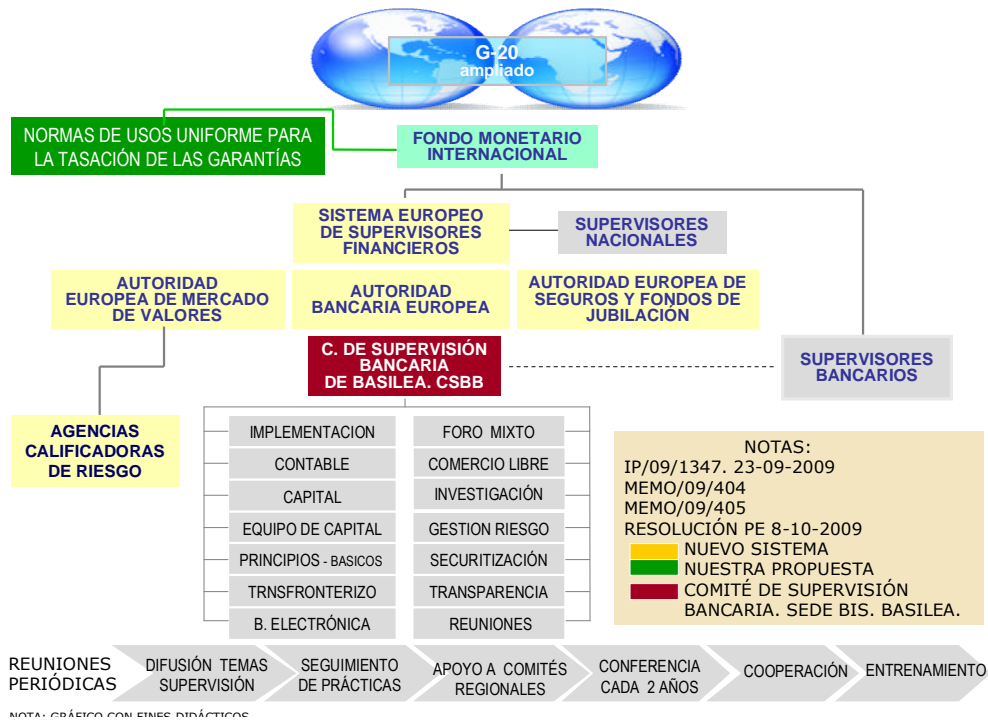 G-20
ampliado
NORMAS DE USOS UNIFORME PARA
LA TASACIÓN DE LAS GARANTÍAS
FONDO MONETARIO
INTERNACIONAL
SISTEMA EUROPEO
DE SUPERVISORES
FINANCIEROS
SUPERVISORES
NACIONALES
AUTORIDAD
EUROPEA DE MERCADO
DE VALORES
AUTORIDAD
BANCARIA EUROPEA
AUTORIDAD EUROPEA DE
SEGUROS Y FONDOS DE
JUBILACIÓN
C. DE SUPERVISIÓN
BANCARIA
DE BASILEA. CSBB
SUPERVISORES
BANCARIOS
AGENCIAS
CALIFICADORAS
DE RIESGO
IMPLEMENTACION
CONTABLE
CAPITAL
EQUIPO DE CAPITAL
PRINCIPIOS - BASICOS
TRNSFRONTERIZO
B. ELECTRÓNICA
FORO MIXTO
COMERCIO LIBRE
INVESTIGACIÓN
GESTION RIESGO
SECURITIZACIÓN
TRANSPARENCIA
REUNIONES
NOTAS:
IP/09/1347. 23-09-2009
MEMO/09/404
MEMO/09/405
RESOLUCIÓN PE 8-10-2009
NUEVO SISTEMA
NUESTRA PROPUESTA
COMITÉ DE SUPERVISIÓN
BANCARIA. SEDE BIS. BASILEA.
REUNIONES
PERIÓDICAS
DIFUSIÓN TEMAS
SUPERVISIÓN
SEGUIMIENTO
DE PRÁCTICAS
APOYO A COMITÉS
REGIONALES
CONFERENCIA
CADA 2 AÑOS
COOPERACIÓN
ENTRENAMIENTO
NOTA: GRÁFICO CON FINES DIDÁCTICOS